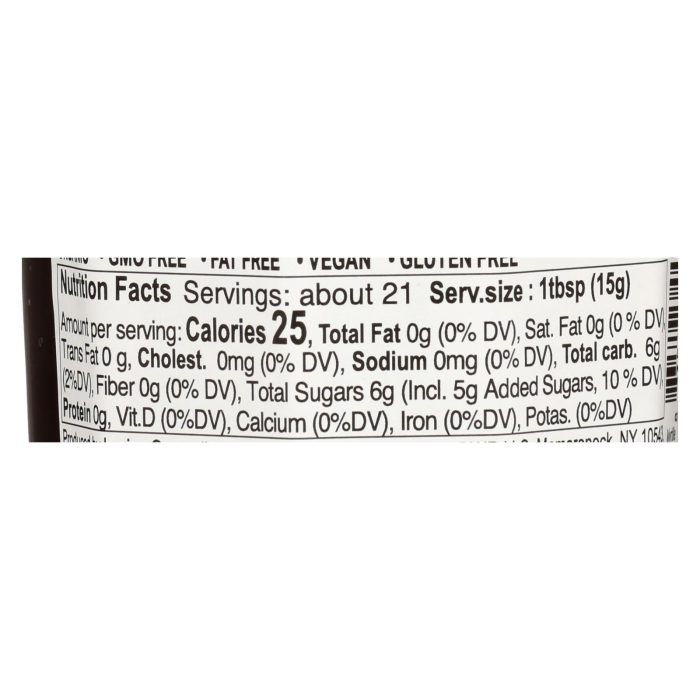 • GMO FREE • FAT FREE • VEGAN • GLUTEN FREE
Nutrition Facts Servings: about 21 Serv.size : 1tbsp (15g)
Amount per serving: Calories 25, Total Fat 0g (0% DV), Sat. Fat 0g (0 % DV),
Trans Fat 0 g, Cholest. 0mg (0% DV), Sodium 0mg (0% DV), Total carb. 6g
(2%DV), Fiber 0g (0% DV), Total Sugars 6g (Incl. 5g Added Sugars, 10 % DV),
Protein 0g, Vit.D (0%DV), Calcium (0%DV), Iron (0%DV), Potas. (0%DV)
Produced by NY 10543